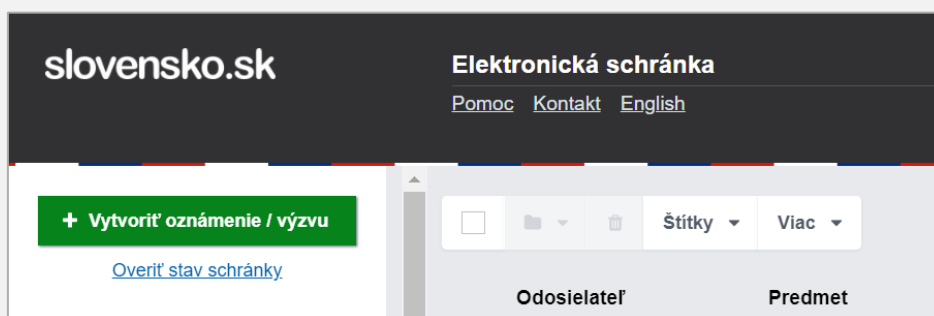 slovensko.sk
Elektronická schránka
Pomoc Kontakt English
+ Vytvoriť oznámenie / výzvu
Overiť stav schránky
Štítky Viac
Odosielateľ Predmet